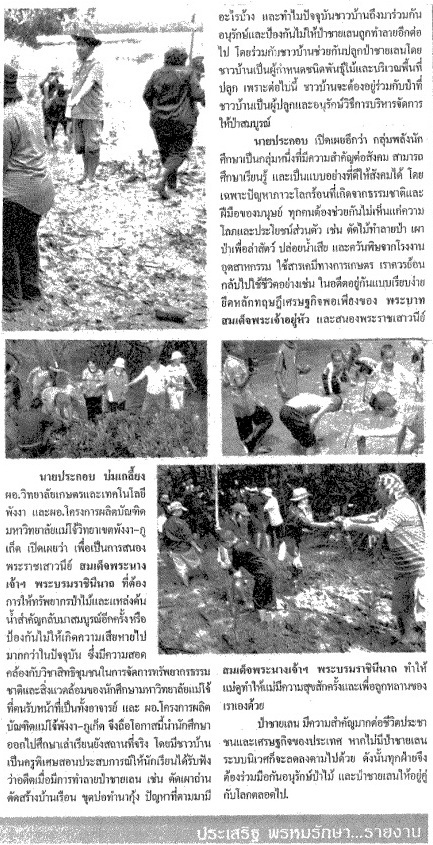 นายประกอบ บ่มเกลี้ยง
ผอ.วิทยาลัยเกษตรและเทคโนโลยี
พังงา และผอ.โครงการผลิตบัณฑิต
มหาวิทยาลัยแม่โจ้วิทยาเขตพังงา-ภู
เก็ต เปิดเผยว่า เพื่อเป็นการสนอง
พระราชเสาวนีย์ สมเด็จพระนาง
เจ้าฯ พระบรมราชินีนาถ ที่ต้อง
การให้ทรัพยากรป่าไม้และแหล่งต้น
น้ำสำคัญกลับมาสมบูรณ์อีกครั้งหรือ
ป้องกันไม่ให้เกิดความเสียหายไป
มากกว่าในปัจจุบัน ซึ่งมีความสอด
คล้องกับวิชาสิทธิชุมชนในการจัดการทรัพยากรธรรม
ชาติและสิ่งแวดล้อมของนักศึกษามหาวิทยาลัยแม่โจ้
ที่ตนรับหน้าที่เป็นทั้งอาจารย์ และ ผอ.โครงการผลิต
บัณฑิตแม่โจ้พังงา-ภูเก็ต จึงถือโอกาสนี้นำนักศึกษา
ออกไปศึกษาเล่าเรียนยังสถานที่จริง โดยมีชาวบ้าน
เป็นครูพิเศษสอนประสบการณ์ให้นักเรียนได้รับฟัง
ว่าอดีตเมื่อมีการทำลายป่าชายเลน เช่น ตัดเผาถ่าน
ตัดสร้างบ้านเรือน ขุดบ่อทำนากุ้ง ปัญหาที่ตามมามี
อะไรบ้าง และทำไมปัจจุบันชาวบ้านถึงมาร่วมกัน
อนุรักษ์และป้องกันไม่ให้ป่าชายเลนถูกทำลายอีกต่อ
ไป โดยร่วมกับชาวบ้านช่วยกันปลูกป่าชายเลนโดย
ชาวบ้านเป็นผู้กำหนดชนิดพันธุ์ไม้และบริเวณพื้นที่
ปลูก เพราะต่อไปนี้ ชาวบ้านจะต้องอยู่ร่วมกับป่าที่
ชาวบ้านเป็นผู้ปลูกและอนุรักษ์วิธีการบริหารจัดการ
ให้ป่าสมบูรณ์
นายประกอบ เปิดเผยอีกว่า กลุ่มพลังนัก
ศึกษาเป็นกลุ่มหนึ่งที่มีความสำคัญต่อสังคม สามารถ
ศึกษาเรียนรู้ และเป็นแบบอย่างที่ดีให้สังคมได้ โดย
เฉพาะปัญหาภาวะโลกร้อนที่เกิดจากธรรมชาติและ
ฝีมือของมนุษย์ ทุกคนต้องช่วยกันไม่เห็นแก่ความ
โลภและประโยชน์ส่วนตัว เช่น ตัดไม้ทำลายป่า เผา
ป่าเพื่อล่าสัตว์ ปล่อยน้ำเสีย และควันพิษจากโรงงาน
อุตสาหกรรม ใช้สารเคมีทางการเกษตร เราควรย้อน
กลับไปใช้ชีวิตอย่างเช่น ในอดีตอยู่กันแบบเรียบง่าย
ยึดหลักทฤษฎีเศรษฐกิจพอเพียงของ พระบาท
สมเด็จพระเจ้าอยู่หัว และสนองพระราชเสาวนีย์
สมเด็จพระนางเจ้าฯ พระบรมราชินีนาถ ทำให้
แม่ดูทำให้แม่มีความสุขสักครั้งและเพื่อลูกหลานของ
เราเองด้วย
ป่าชายเลน มีความสำคัญมากต่อชีวิตประชา
ชนและเศรษฐกิจของประเทศ หากไม่มีป่าชายเลน
ระบบนิเวศก็จะลดลงตามไปด้วย ดังนั้นทุกฝ่ายจึง
ต้องร่วมมือกันอนุรักษ์ป่าไม้ และป่าชายเลนให้อยู่คู่
กับโลกตลอดไป.
ประเสริฐ พรหมรักษา...รายงาน